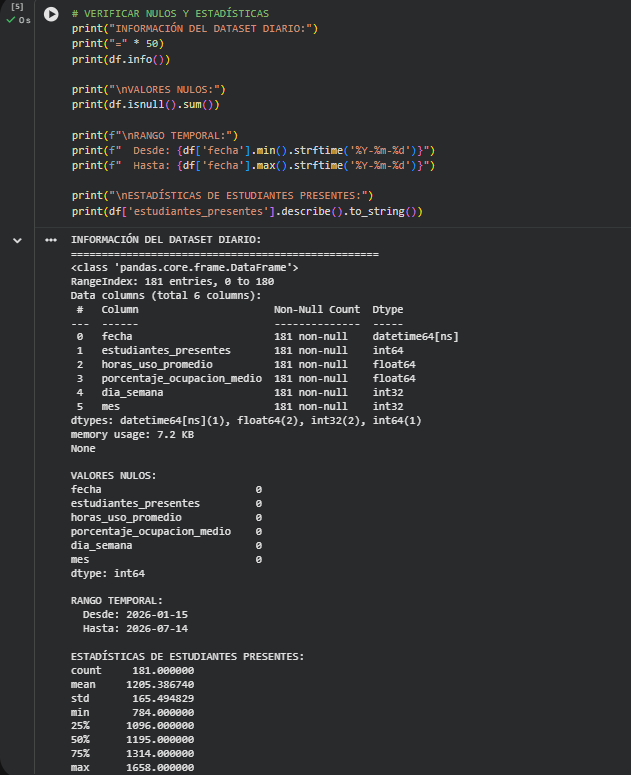 [5]
0 s
# VERIFICAR NULOS Y ESTADÍSTICAS
print("INFORMACIÓN DEL DATASET DIARIO:")
print("=" * 50)
print(df.info())
print("\nVALORES NULOS:")
print(df.isnull().sum())
print(f"\nRANGO TEMPORAL:")
print(f"  Desde: {df['fecha'].min().strftime('%Y-%m-%d')}")
print(f"  Hasta: {df['fecha'].max().strftime('%Y-%m-%d')}")
print("\nESTADÍSTICAS DE ESTUDIANTES PRESENTES:")
print(df['estudiantes_presentes'].describe().to_string())
INFORMACIÓN DEL DATASET DIARIO:
==================================================
<class 'pandas.core.frame.DataFrame'>
RangeIndex: 181 entries, 0 to 180
Data columns (total 6 columns):
 #   Column                     Non-Null Count  Dtype
---  ------                     --------------  -----
 0   fecha                      181 non-null    datetime64[ns]
 1   estudiantes_presentes      181 non-null    int64
 2   horas_uso_promedio         181 non-null    float64
 3   porcentaje_ocupacion_medio 181 non-null    float64
 4   dia_semana                 181 non-null    int32
 5   mes                        181 non-null    int32
dtypes: datetime64[ns](1), float64(2), int32(2), int64(1)
memory usage: 7.2 KB
None
VALORES NULOS:
fecha                         0
estudiantes_presentes         0
horas_uso_promedio            0
porcentaje_ocupacion_medio    0
dia_semana                    0
mes                           0
dtype: int64
RANGO TEMPORAL:
  Desde: 2026-01-15
  Hasta: 2026-07-14
ESTADÍSTICAS DE ESTUDIANTES PRESENTES:
count     181.000000
mean     1205.386740
std       165.494829
min       784.000000
25%      1096.000000
50%      1195.000000
75%      1314.000000
max      1658.000000